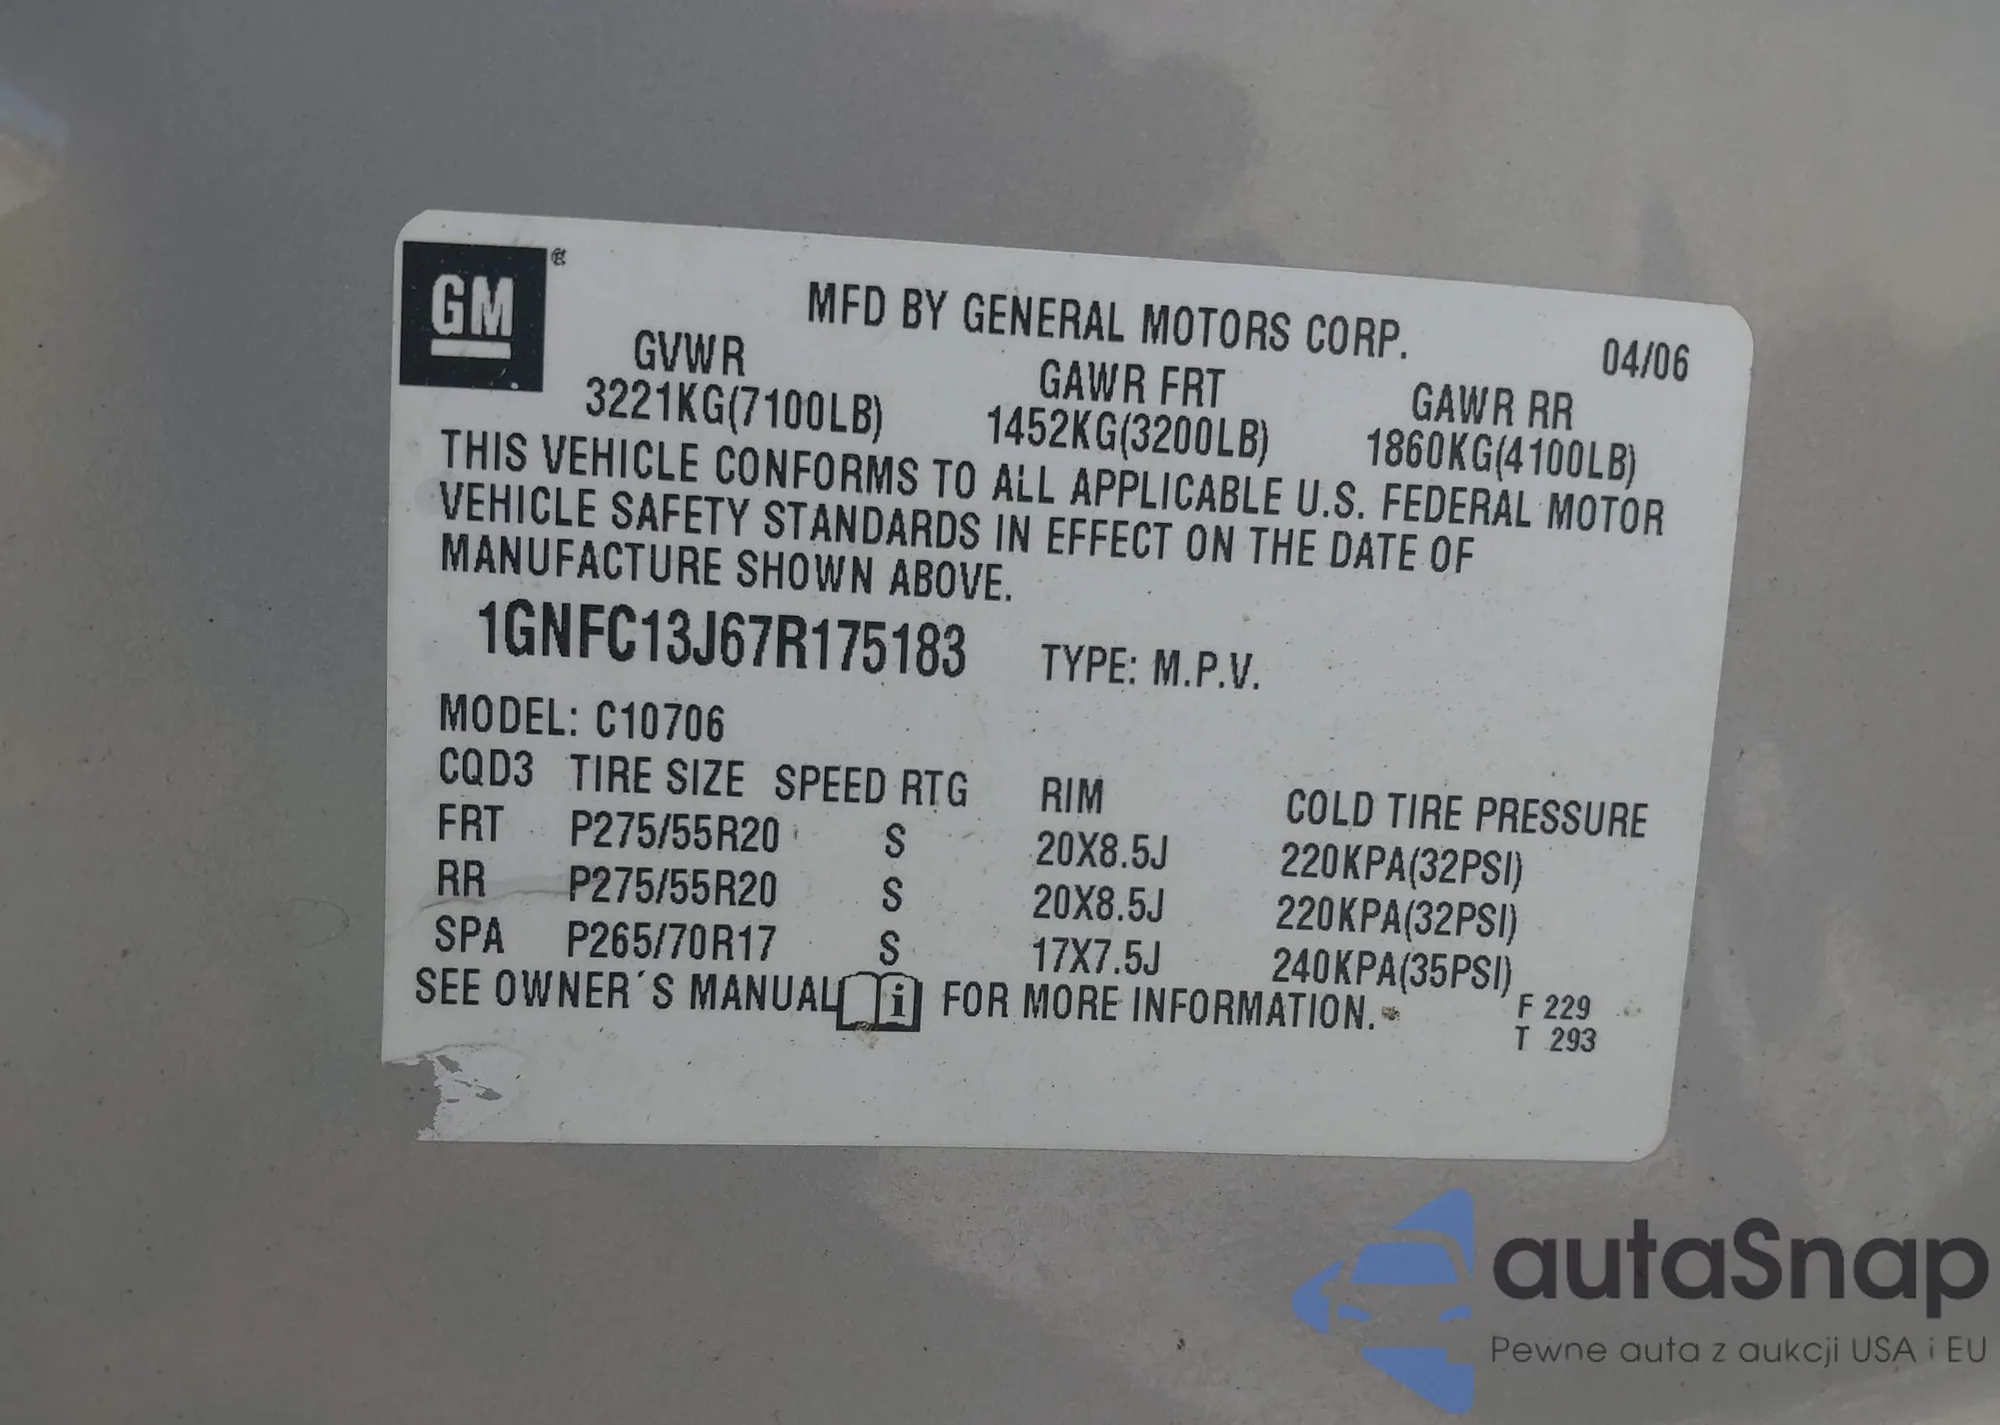 GM
MFD BY GENERAL MOTORS CORP. 04/06
GVWR GAWR FRT GAWR RR
3221KG(7100LB) 1452KG(3200LB) 1860KG(4100LB)
THIS VEHICLE CONFORMS TO ALL APPLICABLE U.S. FEDERAL MOTOR
VEHICLE SAFETY STANDARDS IN EFFECT ON THE DATE OF
MANUFACTURE SHOWN ABOVE.
1GNFC13J67R175183 TYPE: M.P.V.
MODEL: C10706
CQD3 TIRE SIZE SPEED RTG RIM COLD TIRE PRESSURE
FRT P275/55R20 S 20X8.5J 220KPA(32PSI)
RR P275/55R20 S 20X8.5J 220KPA(32PSI)
SPA P265/70R17 S 17X7.5J 240KPA(35PSI)
SEE OWNER´S MANUAL i FOR MORE INFORMATION.
F 229
T 293
autaSnap
Pewne auta z aukcji USA i EU